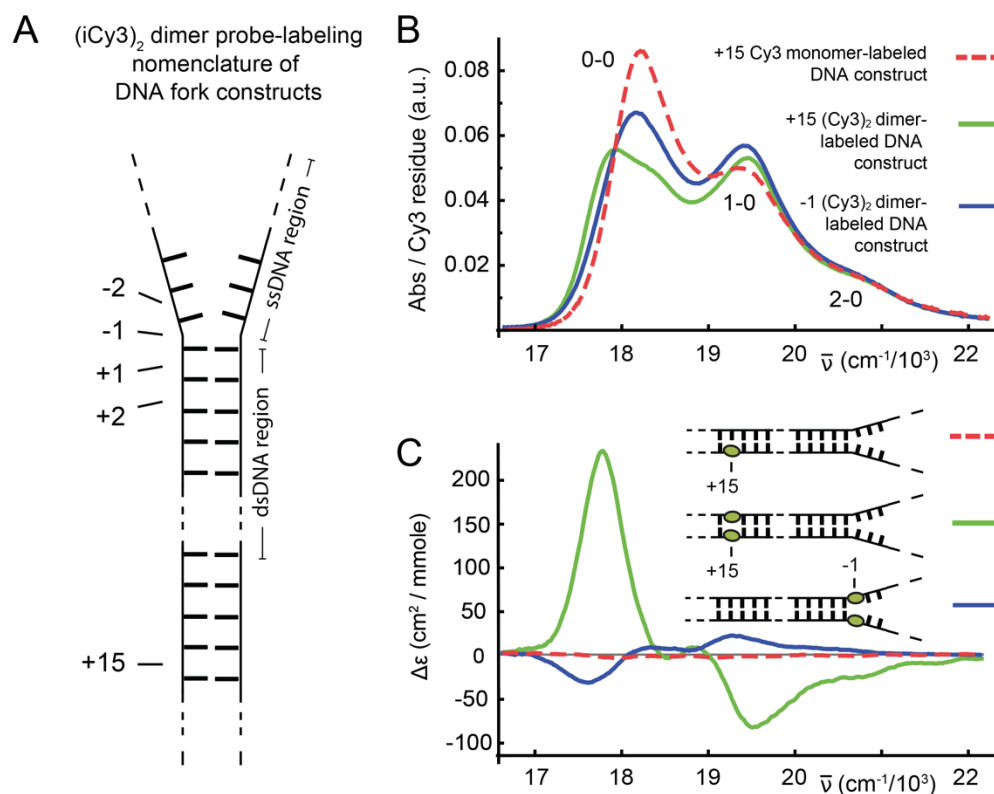 A
(iCy3)₂ dimer probe-labeling
nomenclature of
DNA fork constructs
-2
-1
+1
+2
+15
ssDNA region
dsDNA region
B
Abs / Cy3 residue (a.u.)
0.08
0.06
0.04
0.02
0-0
1-0
2-0
+15 Cy3 monomer-labeled
DNA construct
+15 (Cy3)₂ dimer-
labeled DNA
construct
-1 (Cy3)₂ dimer-
labeled DNA
construct
17 18 19 20 22
ν̅ (cm⁻¹/10³)
C
Δε (cm² / mmole)
200
150
100
50
0
-50
-100
+15
+15
-1
17 18 19 20 22
ν̅ (cm⁻¹/10³)